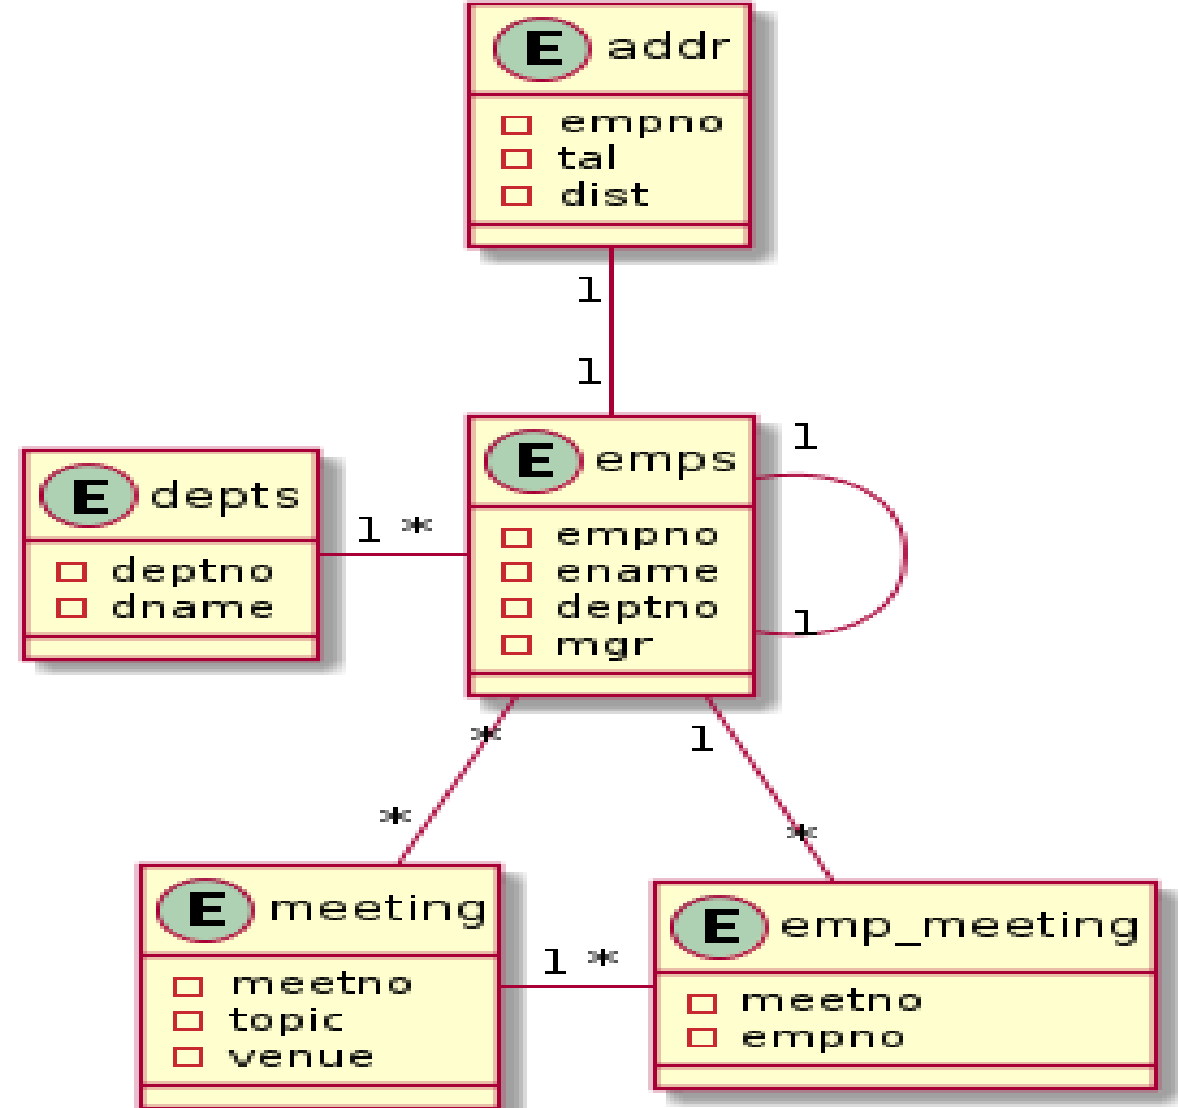 E addr
empno
tal
dist
1
1
E emps
empno
ename
deptno
mgr
1
1
E depts
deptno
dname
1 *
*
*
1
*
E meeting
meetno
topic
venue
1 *
E emp_meeting
meetno
empno